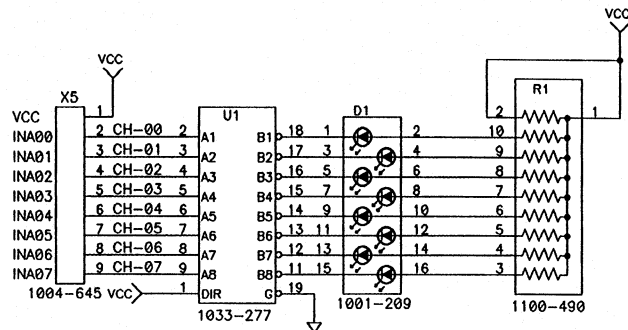 VCC
VCC
X5 U1 D1 R1
VCC 1 2 1
INA00 2 CH-00 2 A1 B1 18 1 2 10
INA01 3 CH-01 3 A2 B2 17 3 4 9
INA02 4 CH-02 4 A3 B3 16 5 6 8
INA03 5 CH-03 5 A4 B4 15 7 8 7
INA04 6 CH-04 6 A5 B5 14 9 10 6
INA05 7 CH-05 7 A6 B6 13 11 12 5
INA06 8 CH-06 8 A7 B7 12 13 14 4
INA07 9 CH-07 9 A8 B8 11 15 16 3
1004-645 VCC 1 DIR G 19 1001-209 1100-490
1033-277